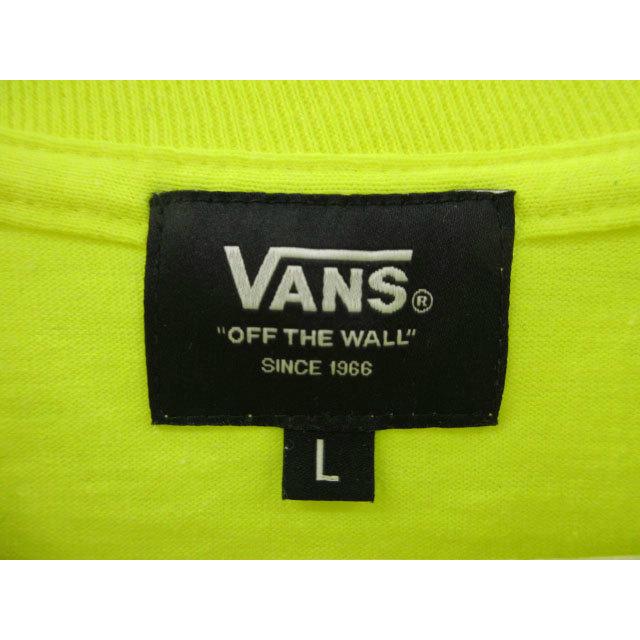 VANS®
"OFF THE WALL"
SINCE 1966
L